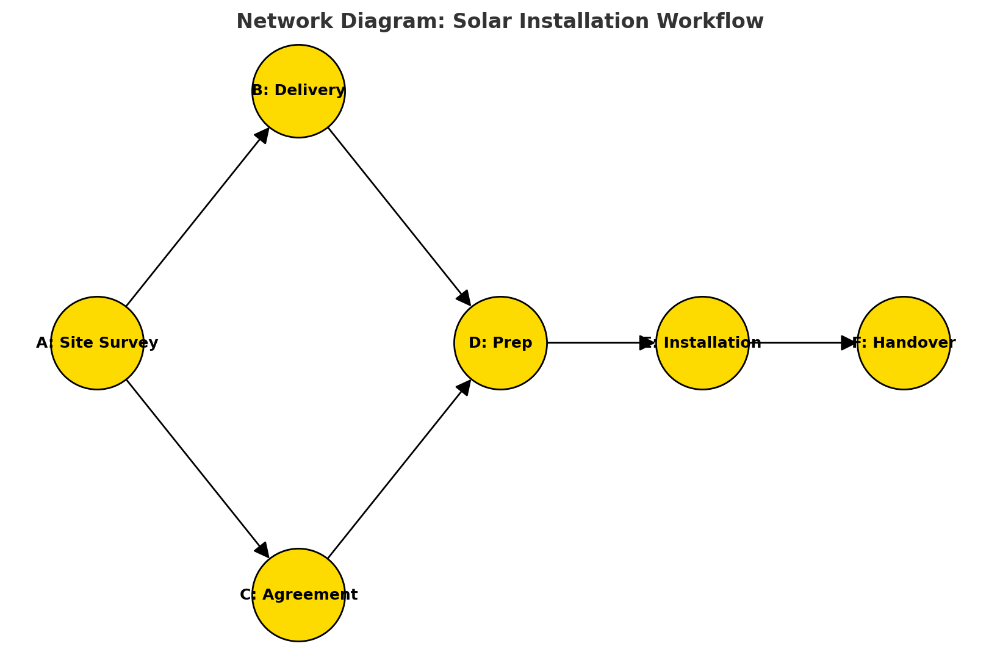 Network Diagram: Solar Installation Workflow
B: Delivery
A: Site Survey
D: Prep
E: Installation
F: Handover
C: Agreement